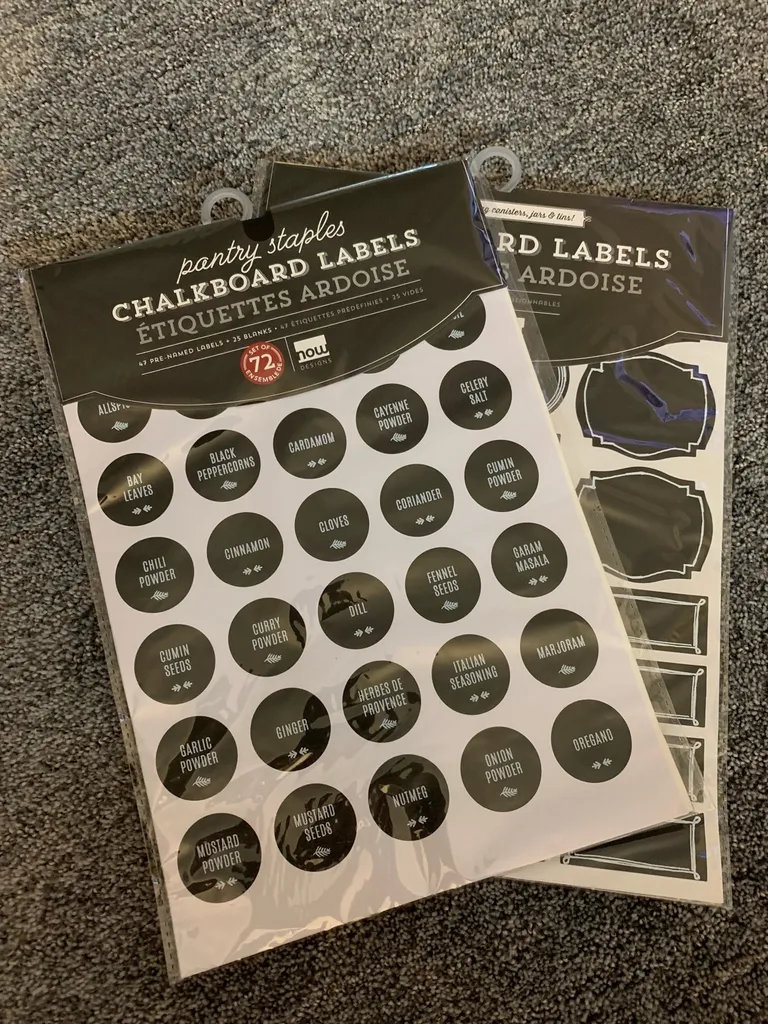 pantry staples
CHALKBOARD LABELS
ÉTIQUETTES ARDOISE
47 PRE-NAMED LABELS • 25 BLANKS • 47 ÉTIQUETTES PRÉDÉFINIES • 25 VIDES
SET OF
72
ENSEMBLE DE
now
DESIGNS
canisters, jars & tins!
RD LABELS
S ARDOISE
ALLSPI
BAY
LEAVES
BLACK
PEPPERCORNS
CARDAMOM
CAYENNE
POWDER
CELERY
SALT
CHILI
POWDER
CINNAMON
CLOVES
CORIANDER
CUMIN
POWDER
CUMIN
SEEDS
CURRY
POWDER
DILL
FENNEL
SEEDS
GARAM
MASALA
GARLIC
POWDER
GINGER
HERBES DE
PROVENCE
ITALIAN
SEASONING
MARJORAM
MUSTARD
POWDER
MUSTARD
SEEDS
NUTMEG
ONION
POWDER
OREGANO